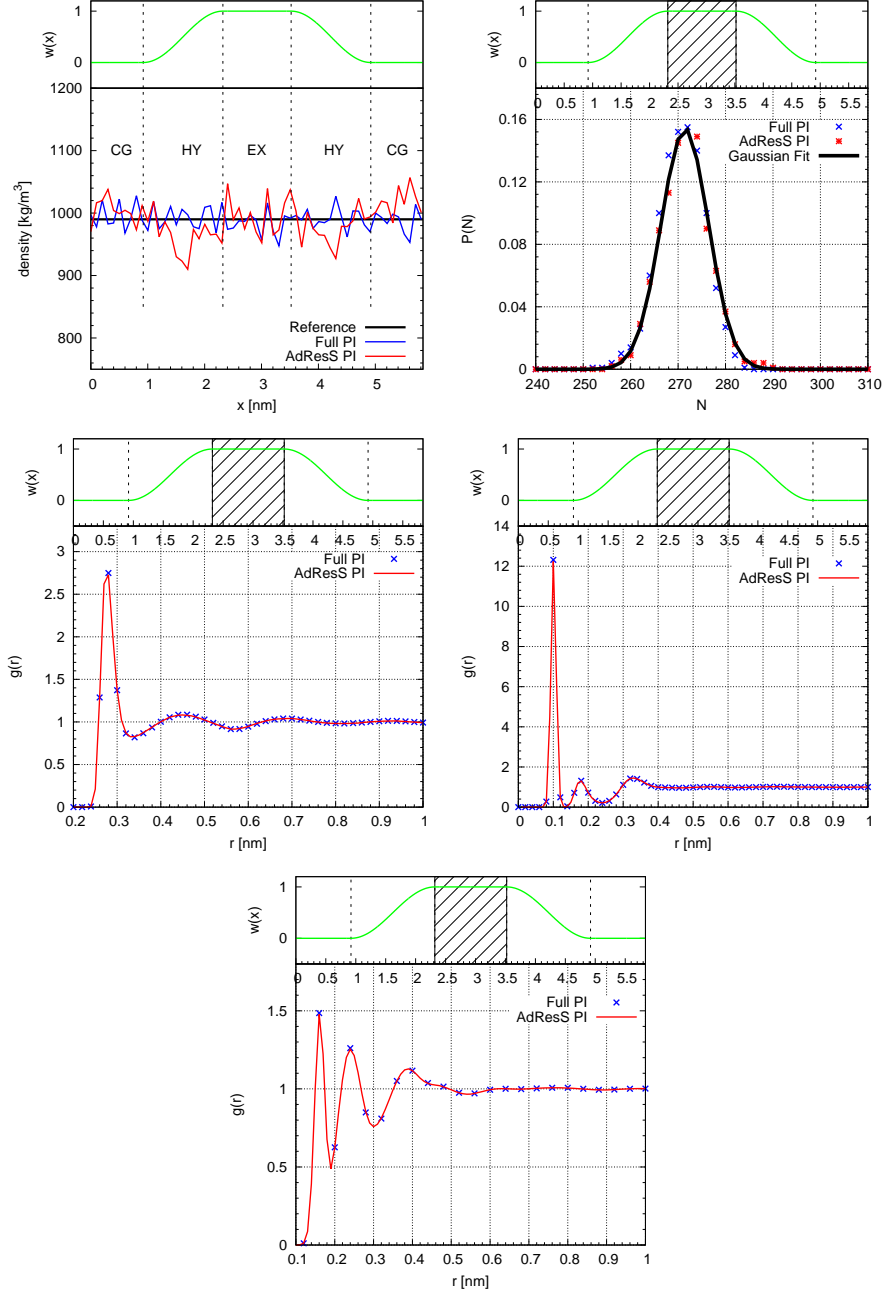 w(x)
1
0
1200
1100
1000
900
800
density [kg/m³]
CG HY EX HY CG
Reference
Full PI
AdResS PI
0 1 2 3 4 5
x [nm]
w(x)
1
0
0 0.5 1 1.5 2 2.5 3 3.5 4 4.5 5 5.5
0.16
0.12
0.08
0.04
0
P(N)
Full PI
AdResS PI
Gaussian Fit
240 250 260 270 280 290 300 310
N
w(x)
1
0
0 0.5 1 1.5 2 2.5 3 3.5 4 4.5 5 5.5
3
2.5
2
1.5
1
0.5
0
g(r)
Full PI
AdResS PI
0.2 0.3 0.4 0.5 0.6 0.7 0.8 0.9 1
r [nm]
w(x)
1
0
0 0.5 1 1.5 2 2.5 3 3.5 4 4.5 5 5.5
14
12
10
8
6
4
2
0
g(r)
Full PI
AdResS PI
0 0.1 0.2 0.3 0.4 0.5 0.6 0.7 0.8 0.9 1
r [nm]
w(x)
1
0
0 0.5 1 1.5 2 2.5 3 3.5 4 4.5 5 5.5
1.5
1
0.5
0
g(r)
Full PI
AdResS PI
0.1 0.2 0.3 0.4 0.5 0.6 0.7 0.8 0.9 1
r [nm]